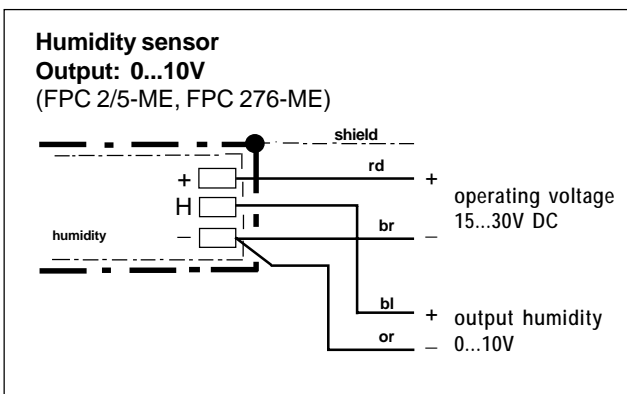 Humidity sensor
Output: 0...10V
(FPC 2/5-ME, FPC 276-ME)
shield
rd
+ +
operating voltage
H
15...30V DC
humidity – br –
bl
+ output humidity
or
– 0...10V